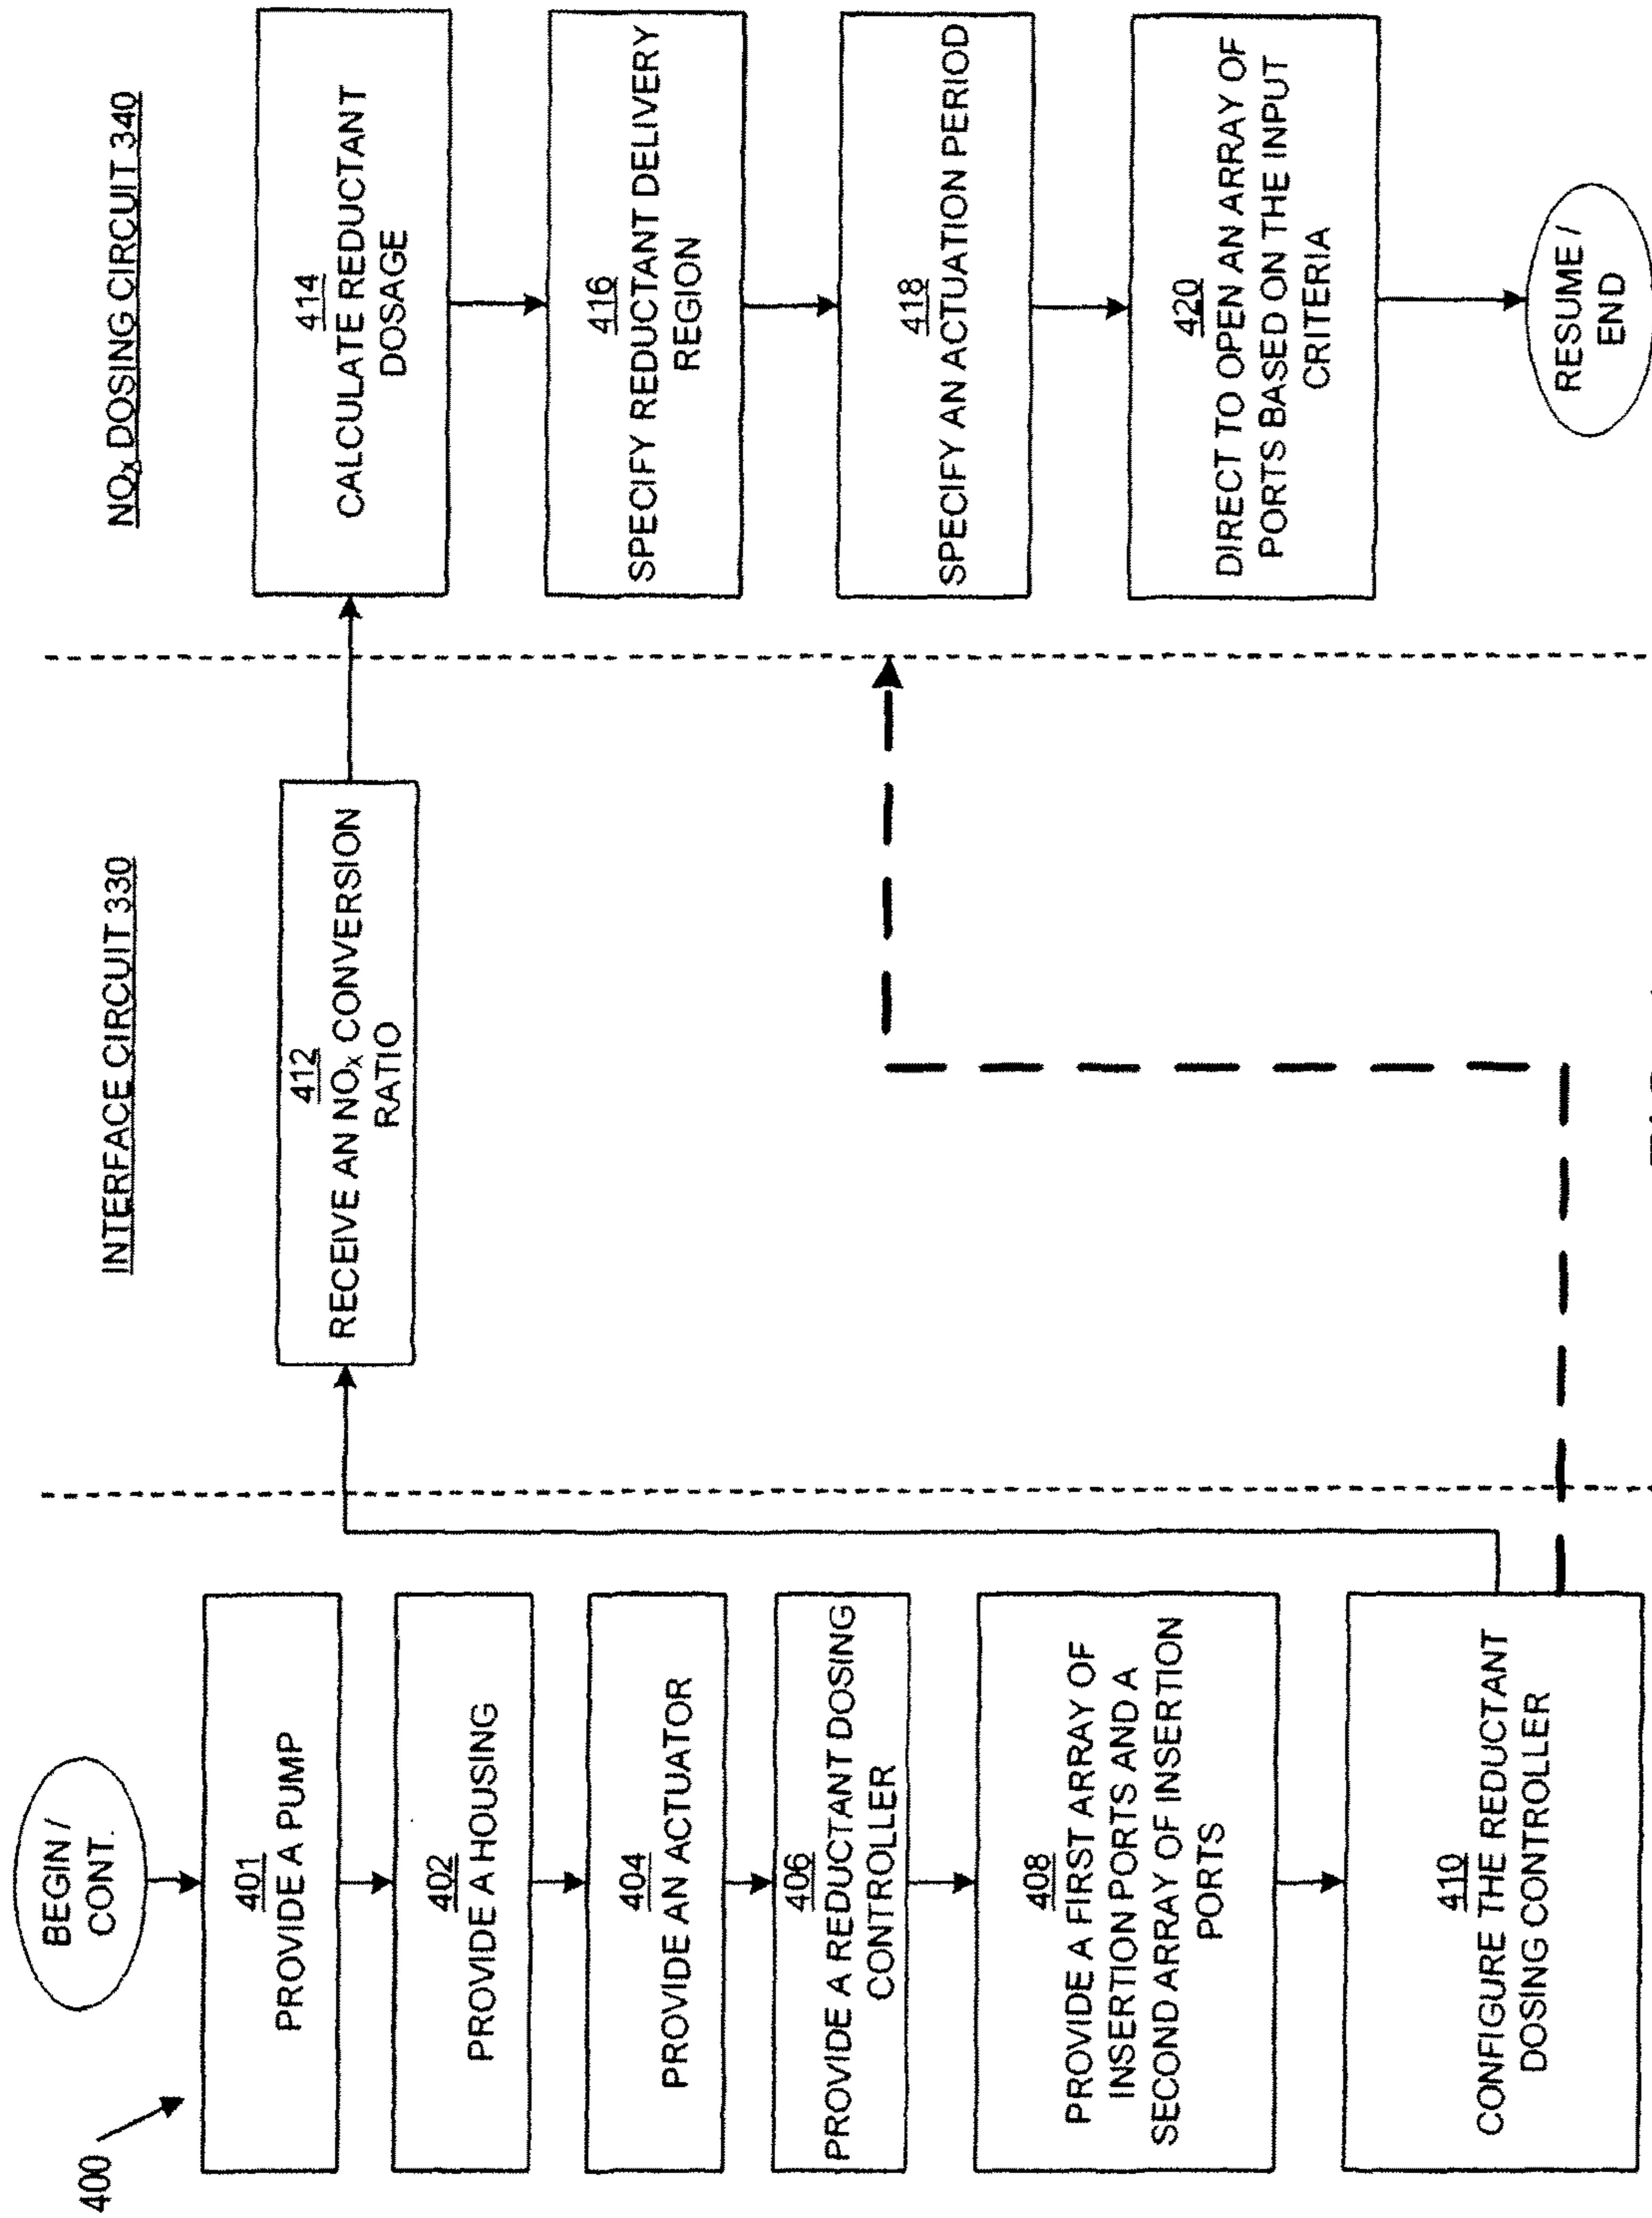 400
BEGIN /
CONT.
401
PROVIDE A PUMP
402
PROVIDE A HOUSING
404
PROVIDE AN ACTUATOR
406
PROVIDE A REDUCTANT DOSING
CONTROLLER
408
PROVIDE A FIRST ARRAY OF
INSERTION PORTS AND A
SECOND ARRAY OF INSERTION
PORTS
410
CONFIGURE THE REDUCTANT
DOSING CONTROLLER
INTERFACE CIRCUIT 330
412
RECEIVE AN NOx CONVERSION
RATIO
NOx DOSING CIRCUIT 340
414
CALCULATE REDUCTANT
DOSAGE
416
SPECIFY REDUCTANT DELIVERY
REGION
418
SPECIFY AN ACTUATION PERIOD
420
DIRECT TO OPEN AN ARRAY OF
PORTS BASED ON THE INPUT
CRITERIA
RESUME /
END